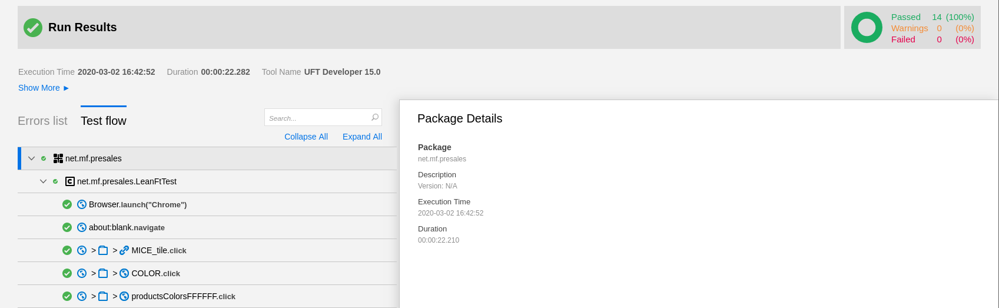 Run Results
Passed 14 (100%)
Warnings 0 (0%)
Failed 0 (0%)
Execution Time 2020-03-02 16:42:52 Duration 00:00:22.282 Tool Name UFT Developer 15.0
Show More ►
Errors list Test flow
Search...
Collapse All Expand All
net.mf.presales
net.mf.presales.LeanFtTest
Browser.launch("Chrome")
about:blank.navigate
> > MICE_tile.click
> > COLOR.click
> > productsColorsFFFFFF.click
Package Details
Package
net.mf.presales
Description
Version: N/A
Execution Time
2020-03-02 16:42:52
Duration
00:00:22.210